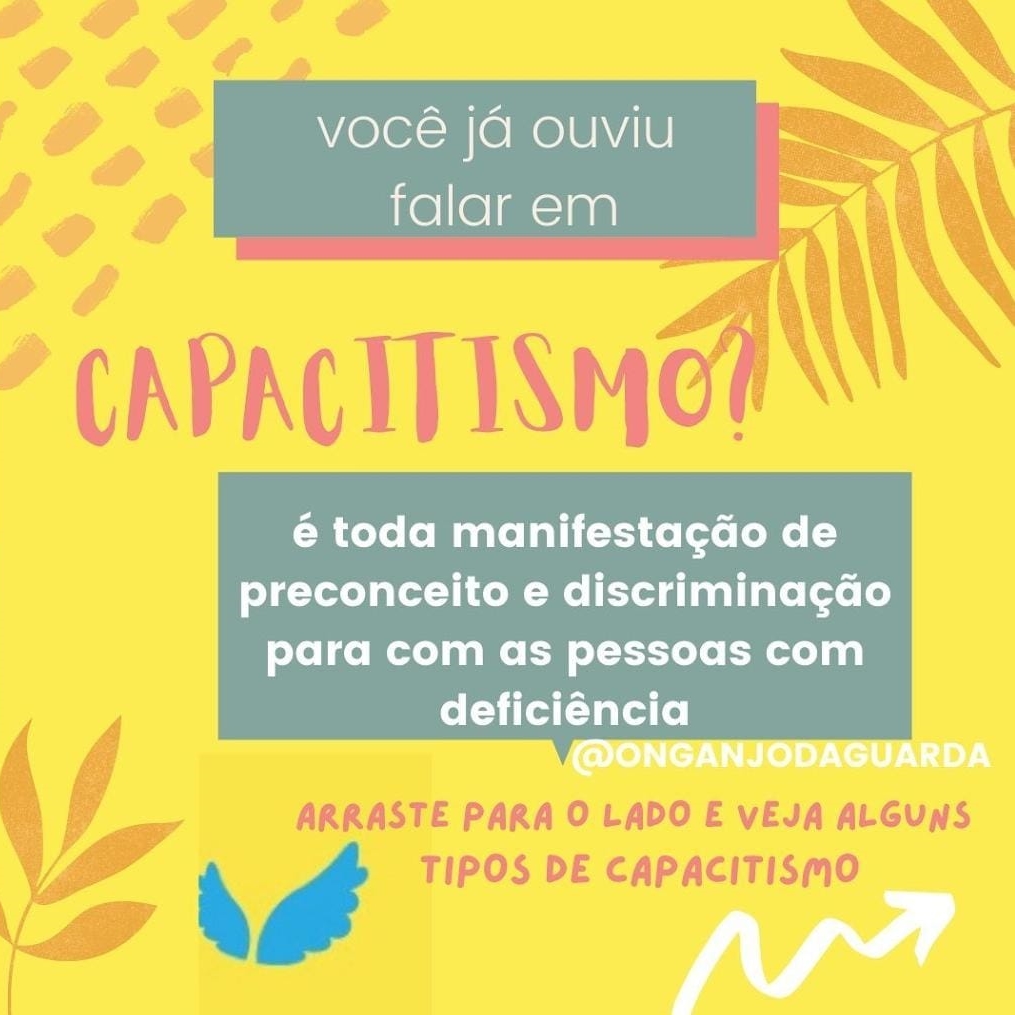 você já ouviu
falar em
CAPACITISMO?
é toda manifestação de
preconceito e discriminação
para com as pessoas com
deficiência
@ONGANJODAGUARDA
ARRASTE PARA O LADO E VEJA ALGUNS
TIPOS DE CAPACITISMO